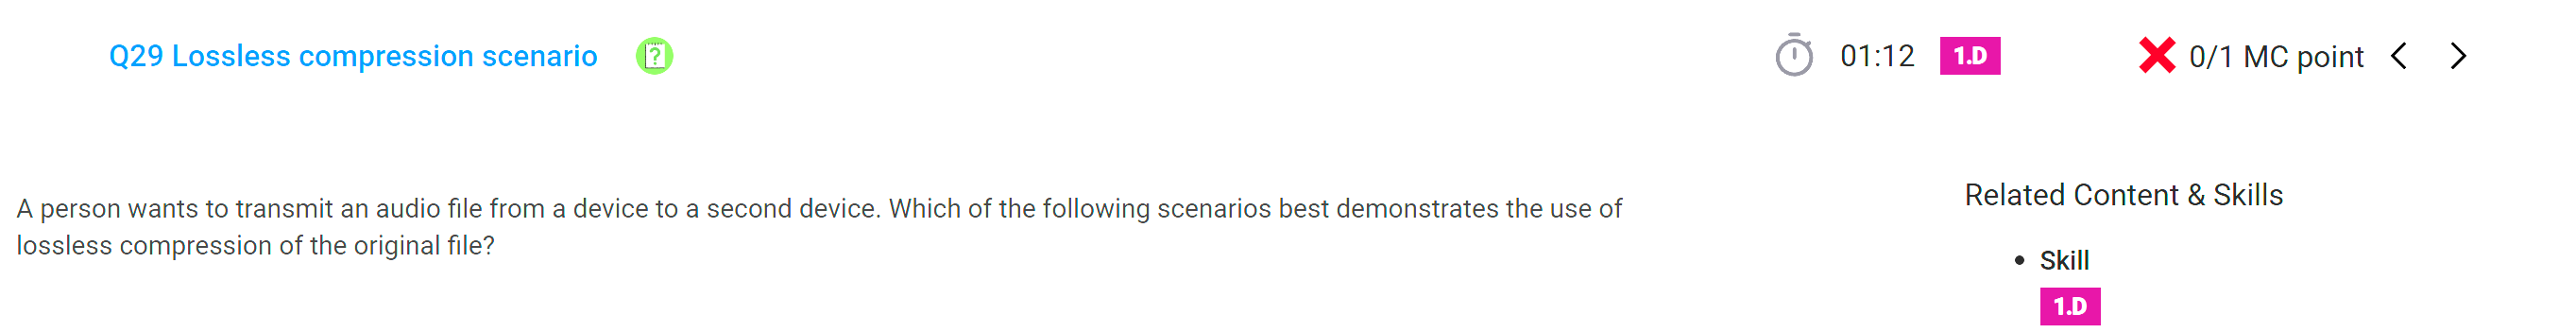 Q29 Lossless compression scenario ? 01:12 1.D 0/1 MC point
Related Content & Skills
A person wants to transmit an audio file from a device to a second device. Which of the following scenarios best demonstrates the use of
lossless compression of the original file?
• Skill
1.D